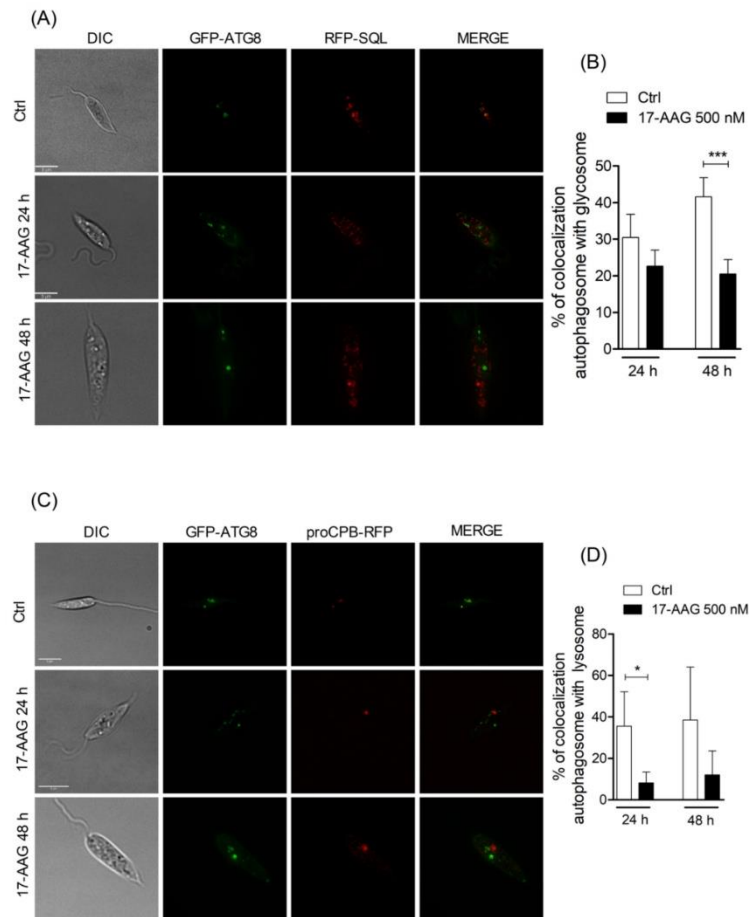 (A)
DIC GFP-ATG8 RFP-SQL MERGE
Ctrl
17-AAG 24 h
17-AAG 48 h
(B)
Ctrl
17-AAG 500 nM
% of colocalization
autophagosome with glycosome
50
40
30
20
10
0
***
24 h 48 h
(C)
DIC GFP-ATG8 proCPB-RFP MERGE
Ctrl
17-AAG 24 h
17-AAG 48 h
(D)
Ctrl
17-AAG 500 nM
% of colocalization
autophagosome with lysosome
80
60
40
20
0
*
24 h 48 h